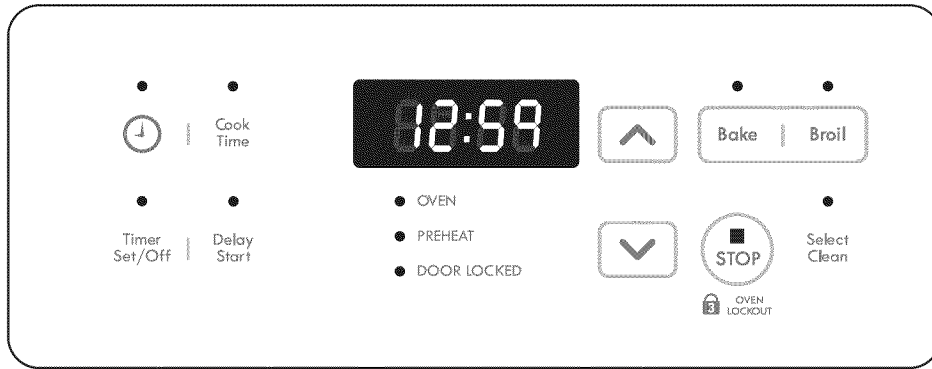 Cook
Time
12:59
Bake
Broil
OVEN
PREHEAT
DOOR LOCKED
Timer
Set/Off
Delay
Start
STOP
Select
Clean
3
OVEN
LOCKOUT